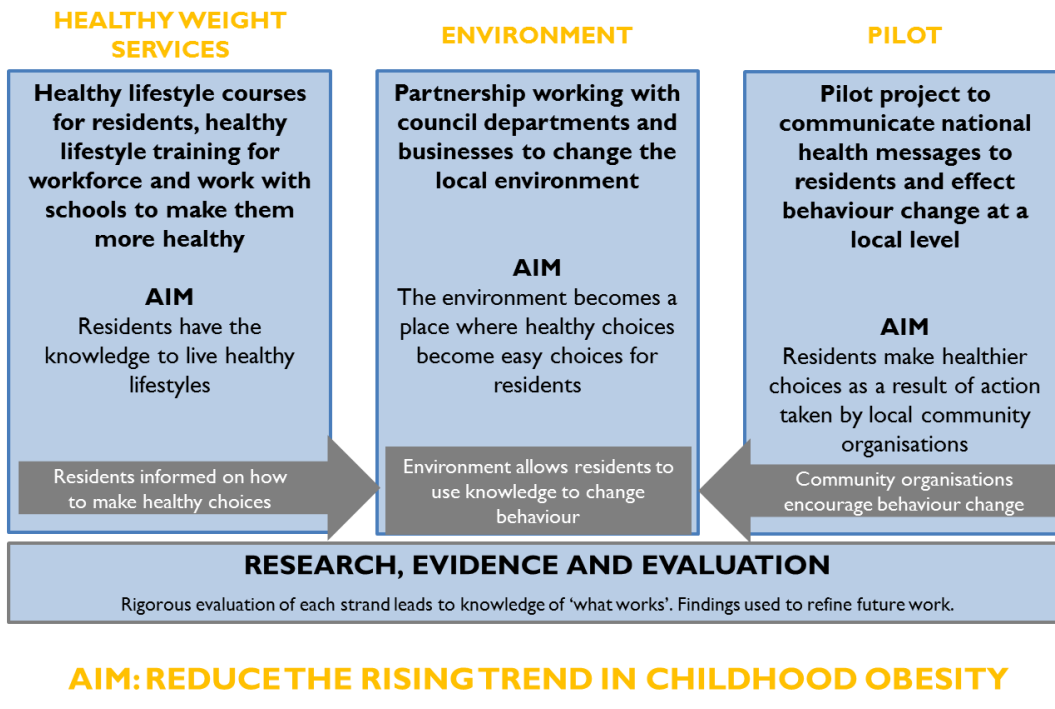 HEALTHY WEIGHT
SERVICES
Healthy lifestyle courses
for residents, healthy
lifestyle training for
workforce and work with
schools to make them
more healthy
AIM
Residents have the
knowledge to live healthy
lifestyles
Residents informed on how
to make healthy choices
ENVIRONMENT
Partnership working with
council departments and
businesses to change the
local environment
AIM
The environment becomes a
place where healthy choices
become easy choices for
residents
Environment allows residents to
use knowledge to change
behaviour
PILOT
Pilot project to
communicate national
health messages to
residents and effect
behaviour change at a
local level
AIM
Residents make healthier
choices as a result of action
taken by local community
organisations
Community organisations
encourage behaviour change
RESEARCH, EVIDENCE AND EVALUATION
Rigorous evaluation of each strand leads to knowledge of ‘what works’. Findings used to refine future work.
AIM: REDUCE THE RISING TREND IN CHILDHOOD OBESITY